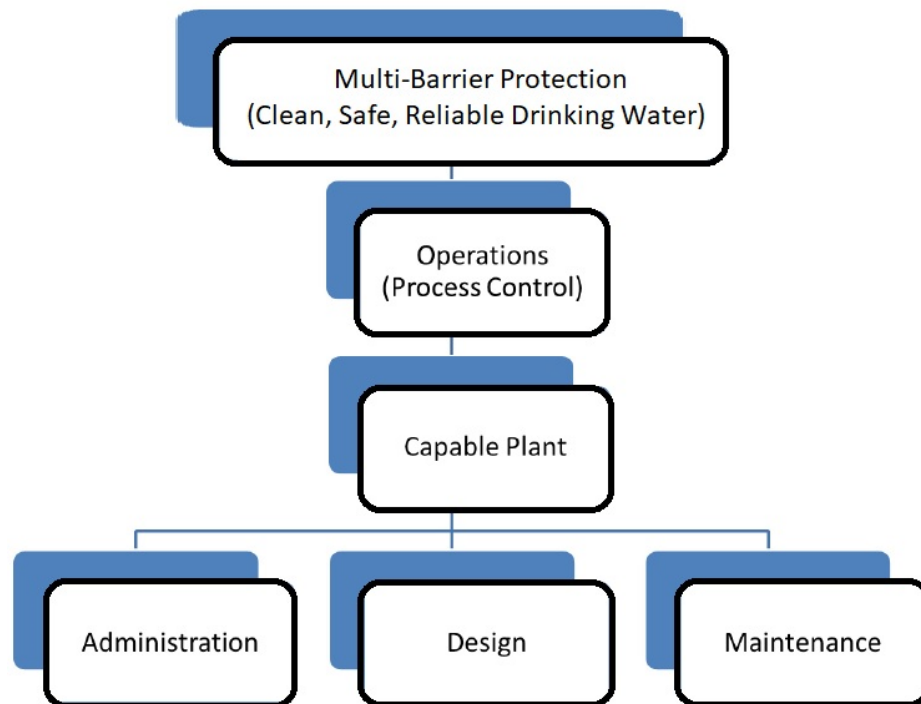 Multi-Barrier Protection
(Clean, Safe, Reliable Drinking Water)
Operations
(Process Control)
Capable Plant
Administration
Design
Maintenance